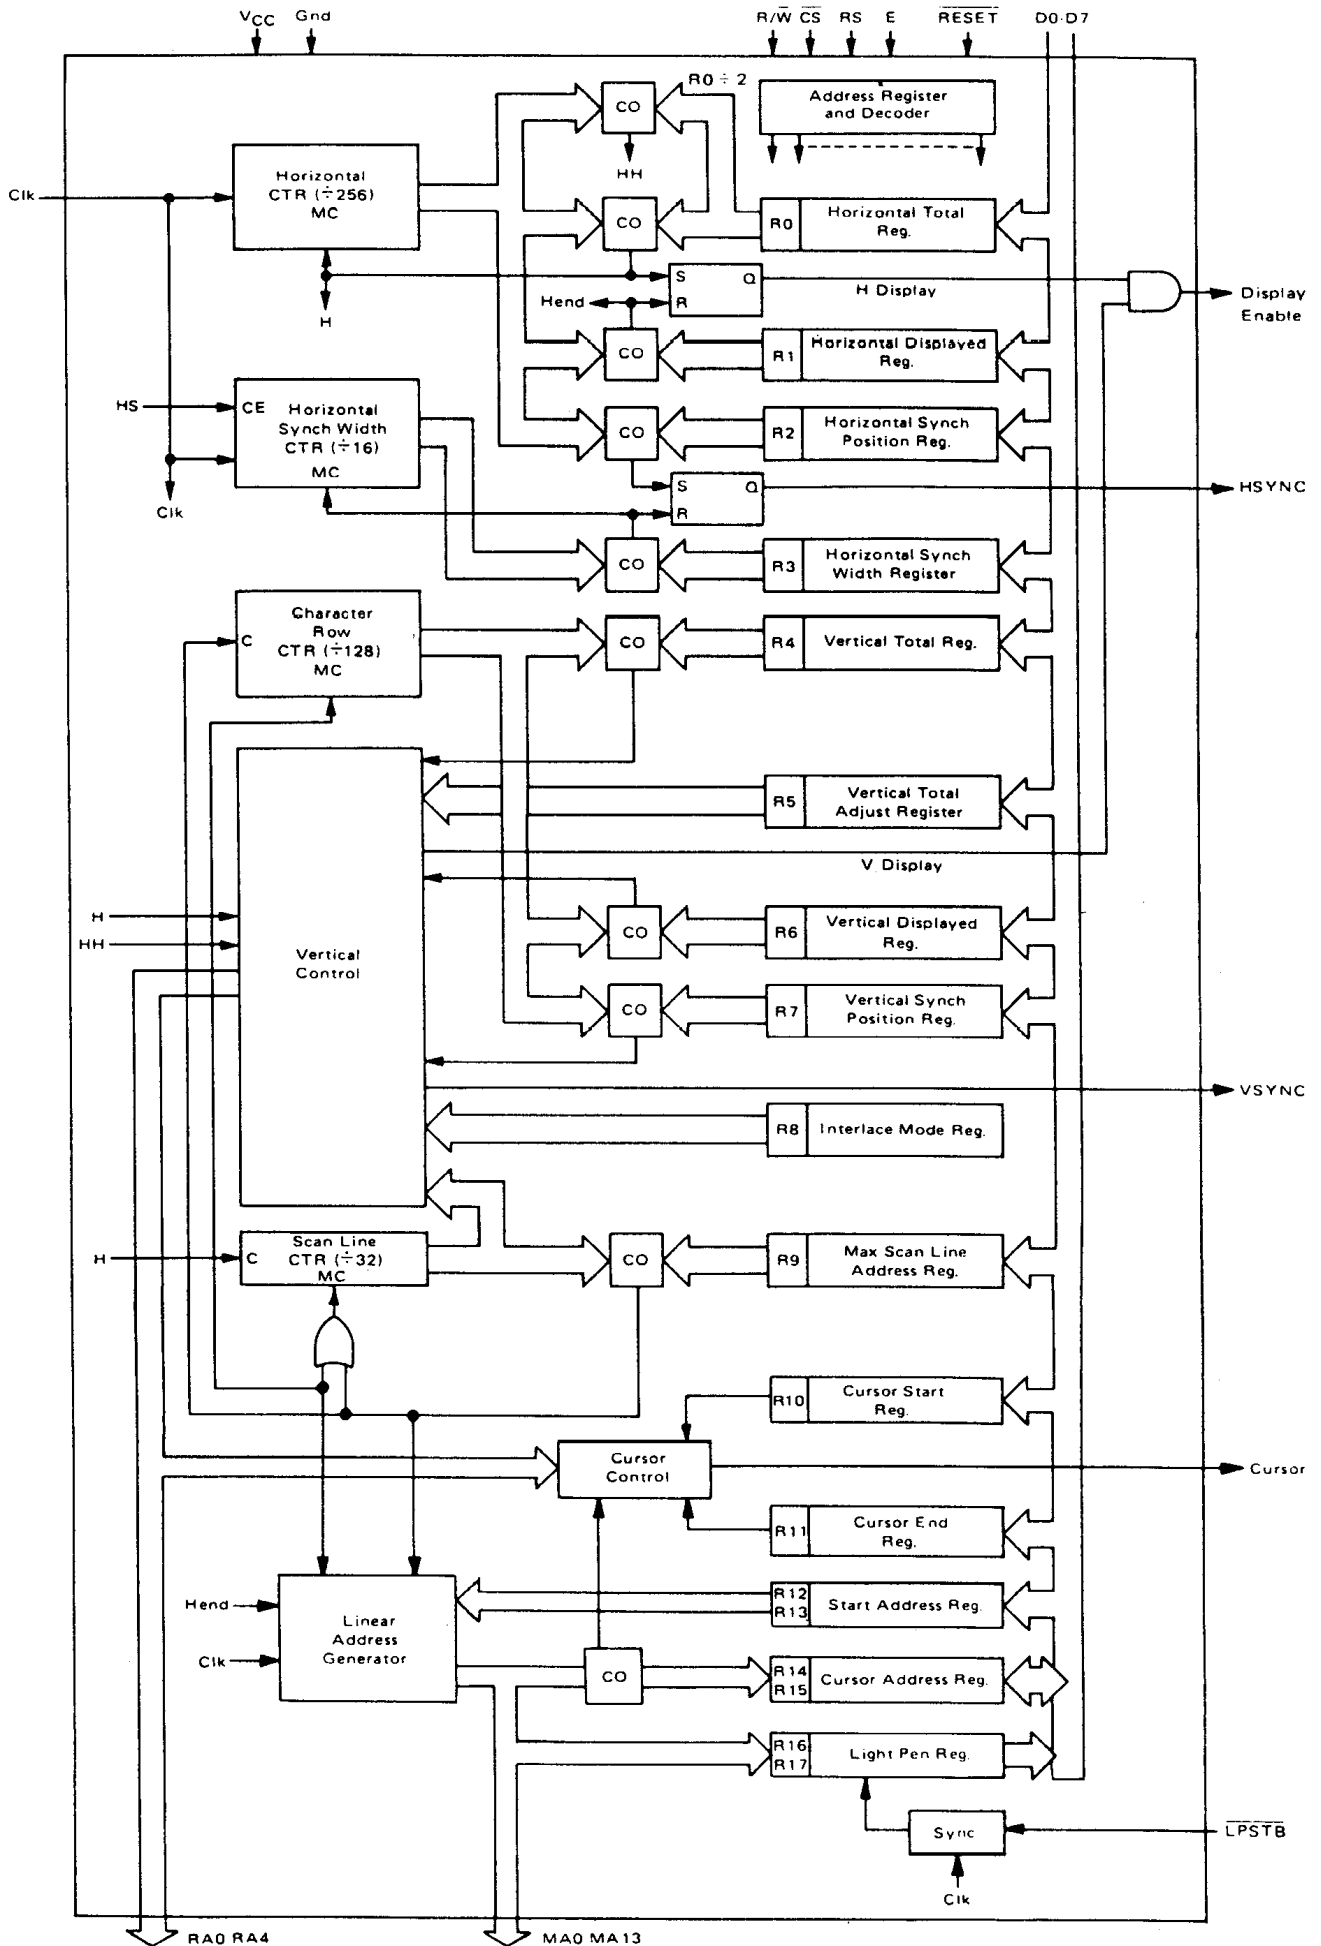 VCC Gnd R/W CS RS E RESET D0-D7
R0 ÷ 2
Address Register
and Decoder
CO
HH
Clk
Horizontal
CTR (÷256)
MC
H
CO
R0 Horizontal Total
Reg.
S Q
R
H Display
Hend
Display
Enable
CO
R1 Horizontal Displayed
Reg.
HS
CE Horizontal
Synch Width
CTR (÷16)
MC
Clk
CO
R2 Horizontal Synch
Position Reg.
S Q
R
HSYNC
CO
R3 Horizontal Synch
Width Register
C Character
Row
CTR (÷128)
MC
CO
R4 Vertical Total Reg.
R5 Vertical Total
Adjust Register
V Display
H
HH
Vertical
Control
CO
R6 Vertical Displayed
Reg.
CO
R7 Vertical Synch
Position Reg.
VSYNC
R8 Interlace Mode Reg.
H
C Scan Line
CTR (÷32)
MC
CO
R9 Max Scan Line
Address Reg.
R10 Cursor Start
Reg.
Cursor
Control
Cursor
R11 Cursor End
Reg.
Hend
Clk
Linear
Address
Generator
R12
R13 Start Address Reg.
CO
R14
R15 Cursor Address Reg.
R16
R17 Light Pen Reg.
Sync
LPSTB
Clk
RA0 RA4
MA0 MA13